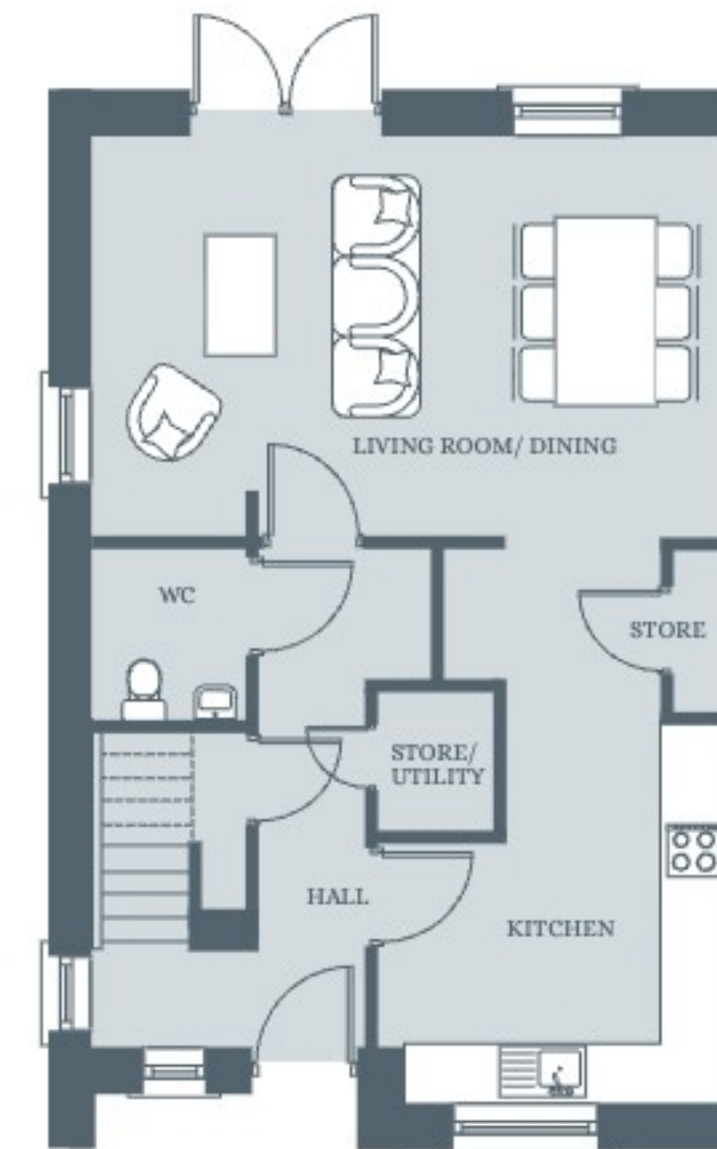 LIVING ROOM/ DINING
WC
STORE
STORE/
UTILITY
HALL
KITCHEN